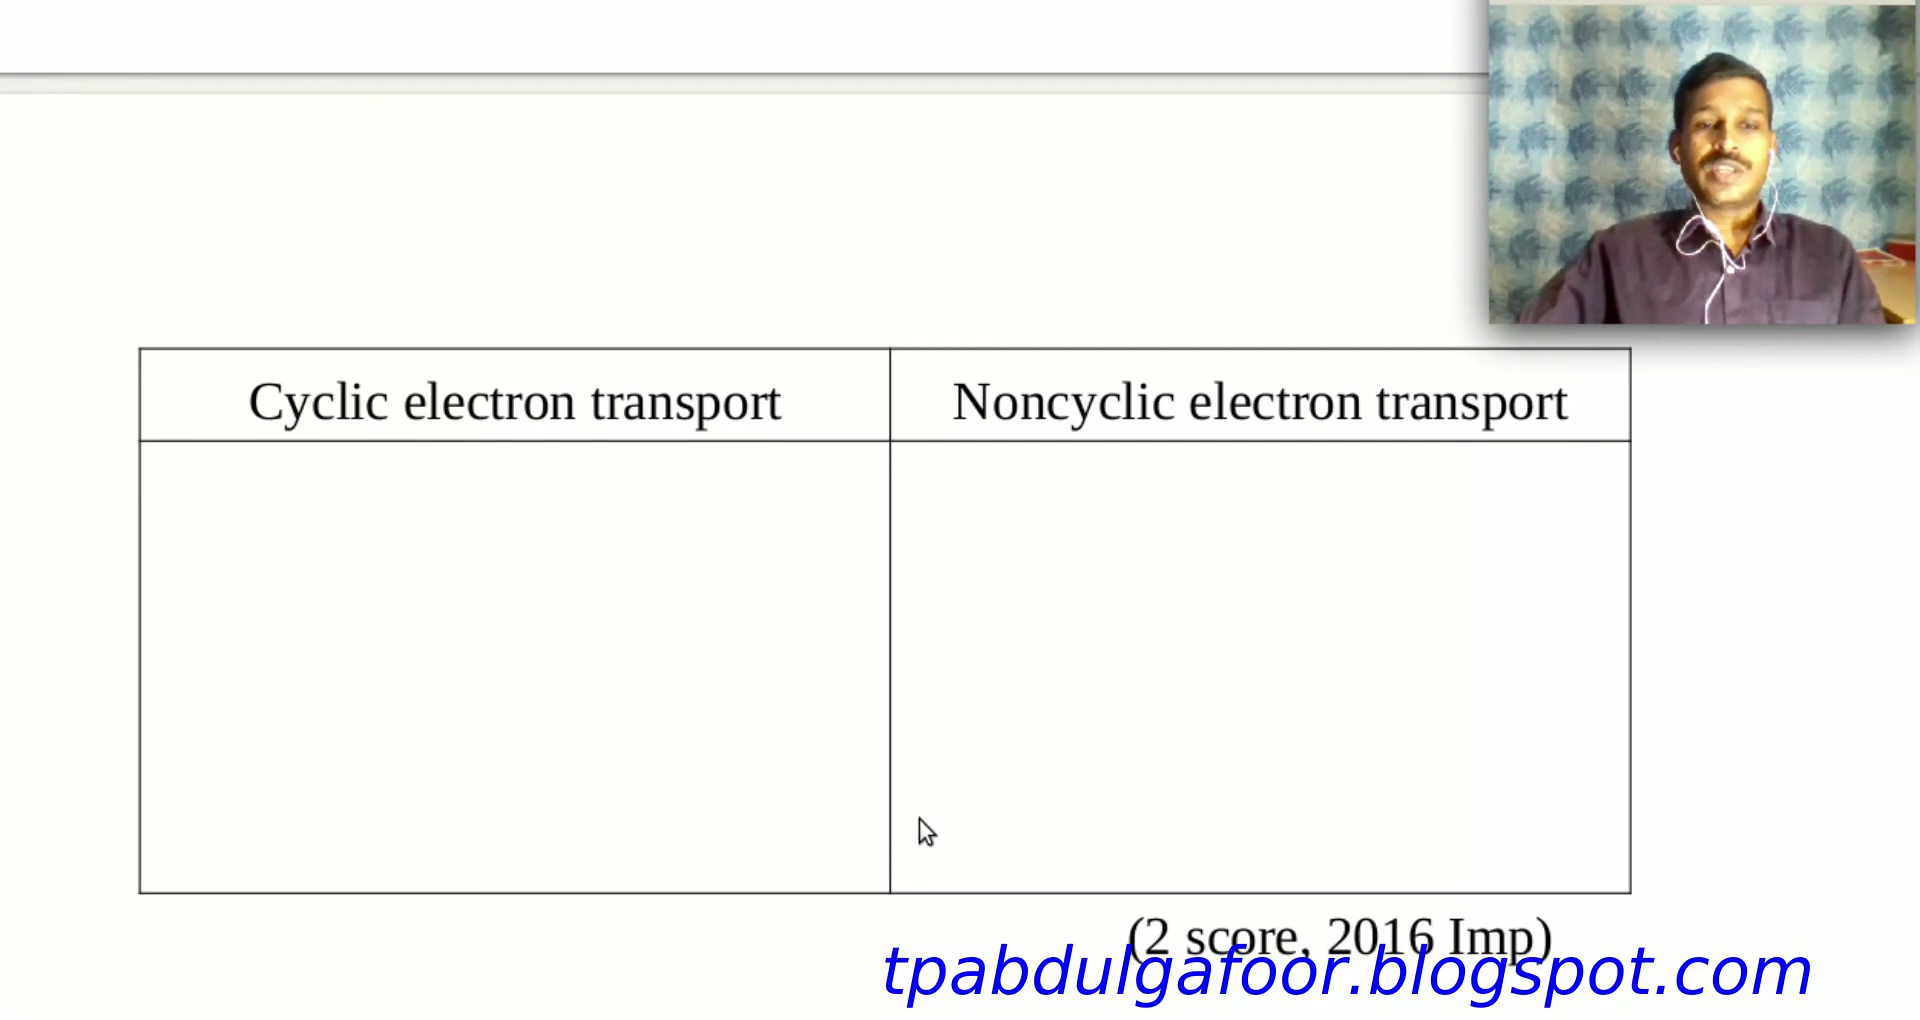 Cyclic electron transport
Noncyclic electron transport
(2 score, 2016 Imp)
tpabdulgafoor.blogspot.com